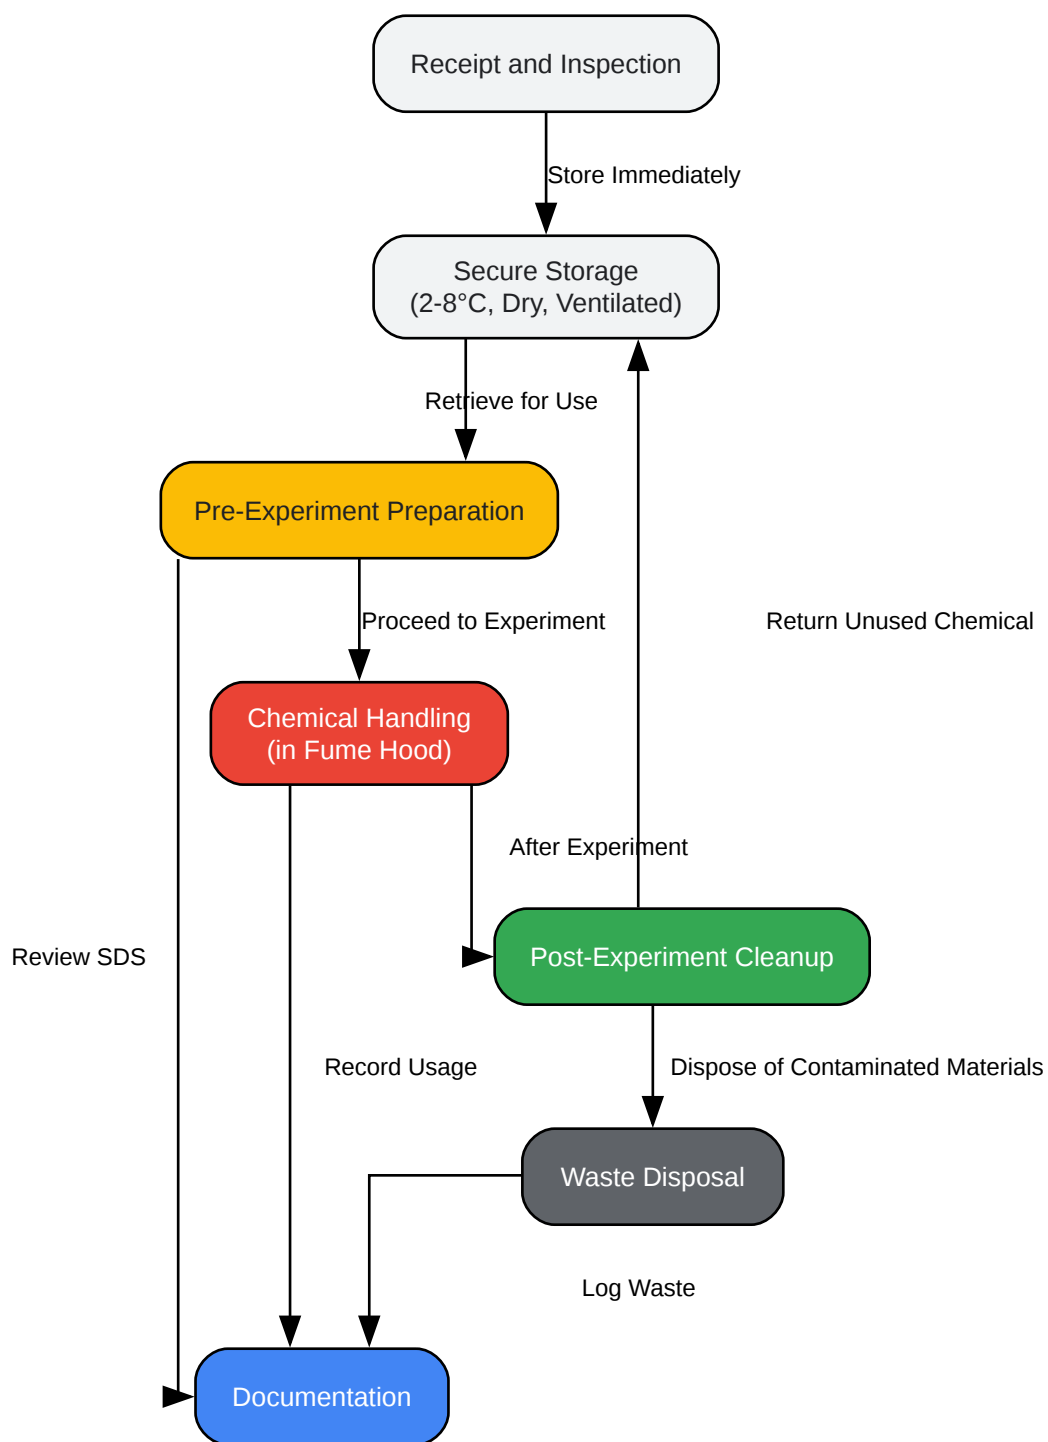 Receipt and Inspection
Store Immediately
Secure Storage
(2-8°C, Dry, Ventilated)
Retrieve for Use
Pre-Experiment Preparation
Proceed to Experiment
Return Unused Chemical
Chemical Handling
(in Fume Hood)
After Experiment
Review SDS
Post-Experiment Cleanup
Record Usage
Dispose of Contaminated Materials
Waste Disposal
Log Waste
Documentation